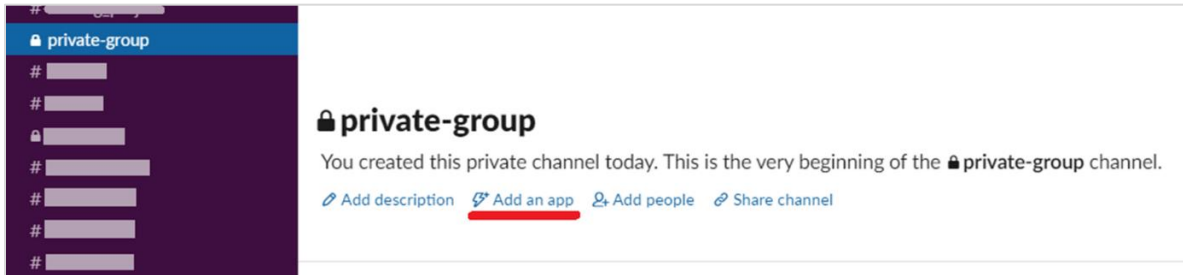 private-group
private-group
You created this private channel today. This is the very beginning of the private-group channel.
Add description Add an app Add people Share channel
#
#
#
#
#
#